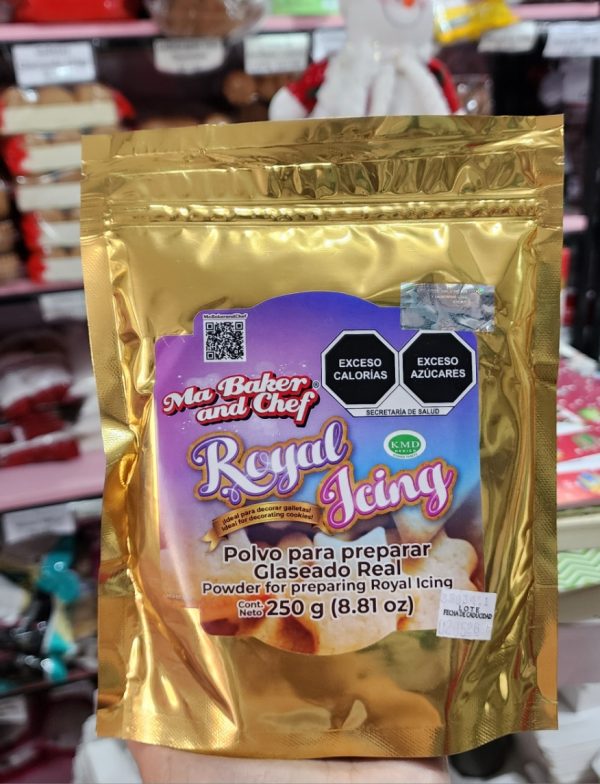 MaBakerandChef
EXCESO
CALORÍAS
EXCESO
AZÚCARES
SECRETARÍA DE SALUD
Ma Baker®
and Chef
KMD
MEXICO
Royal
Icing
¡Ideal para decorar galletas!
Ideal for decorating cookies!
Polvo para preparar
Glaseado Real
Powder for preparing Royal Icing
Cont.
Neto 250 g (8.81 oz)
LOTE
FECHA DE CADUCIDAD